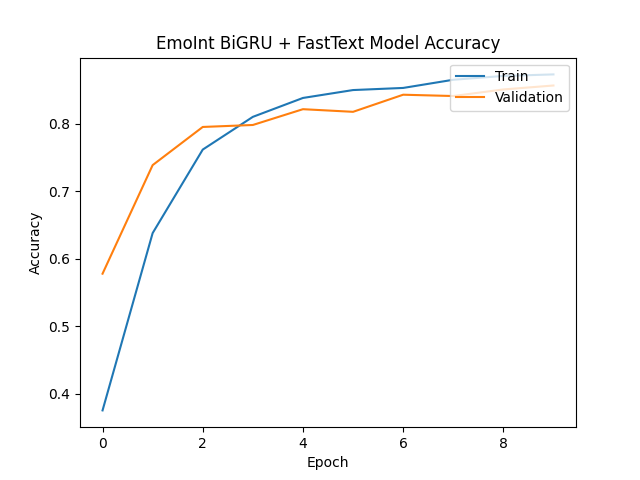 EmoInt BiGRU + FastText Model Accuracy
Train
Validation
0.8
0.7
0.6
0.5
0.4
Accuracy
0 2 4 6 8
Epoch